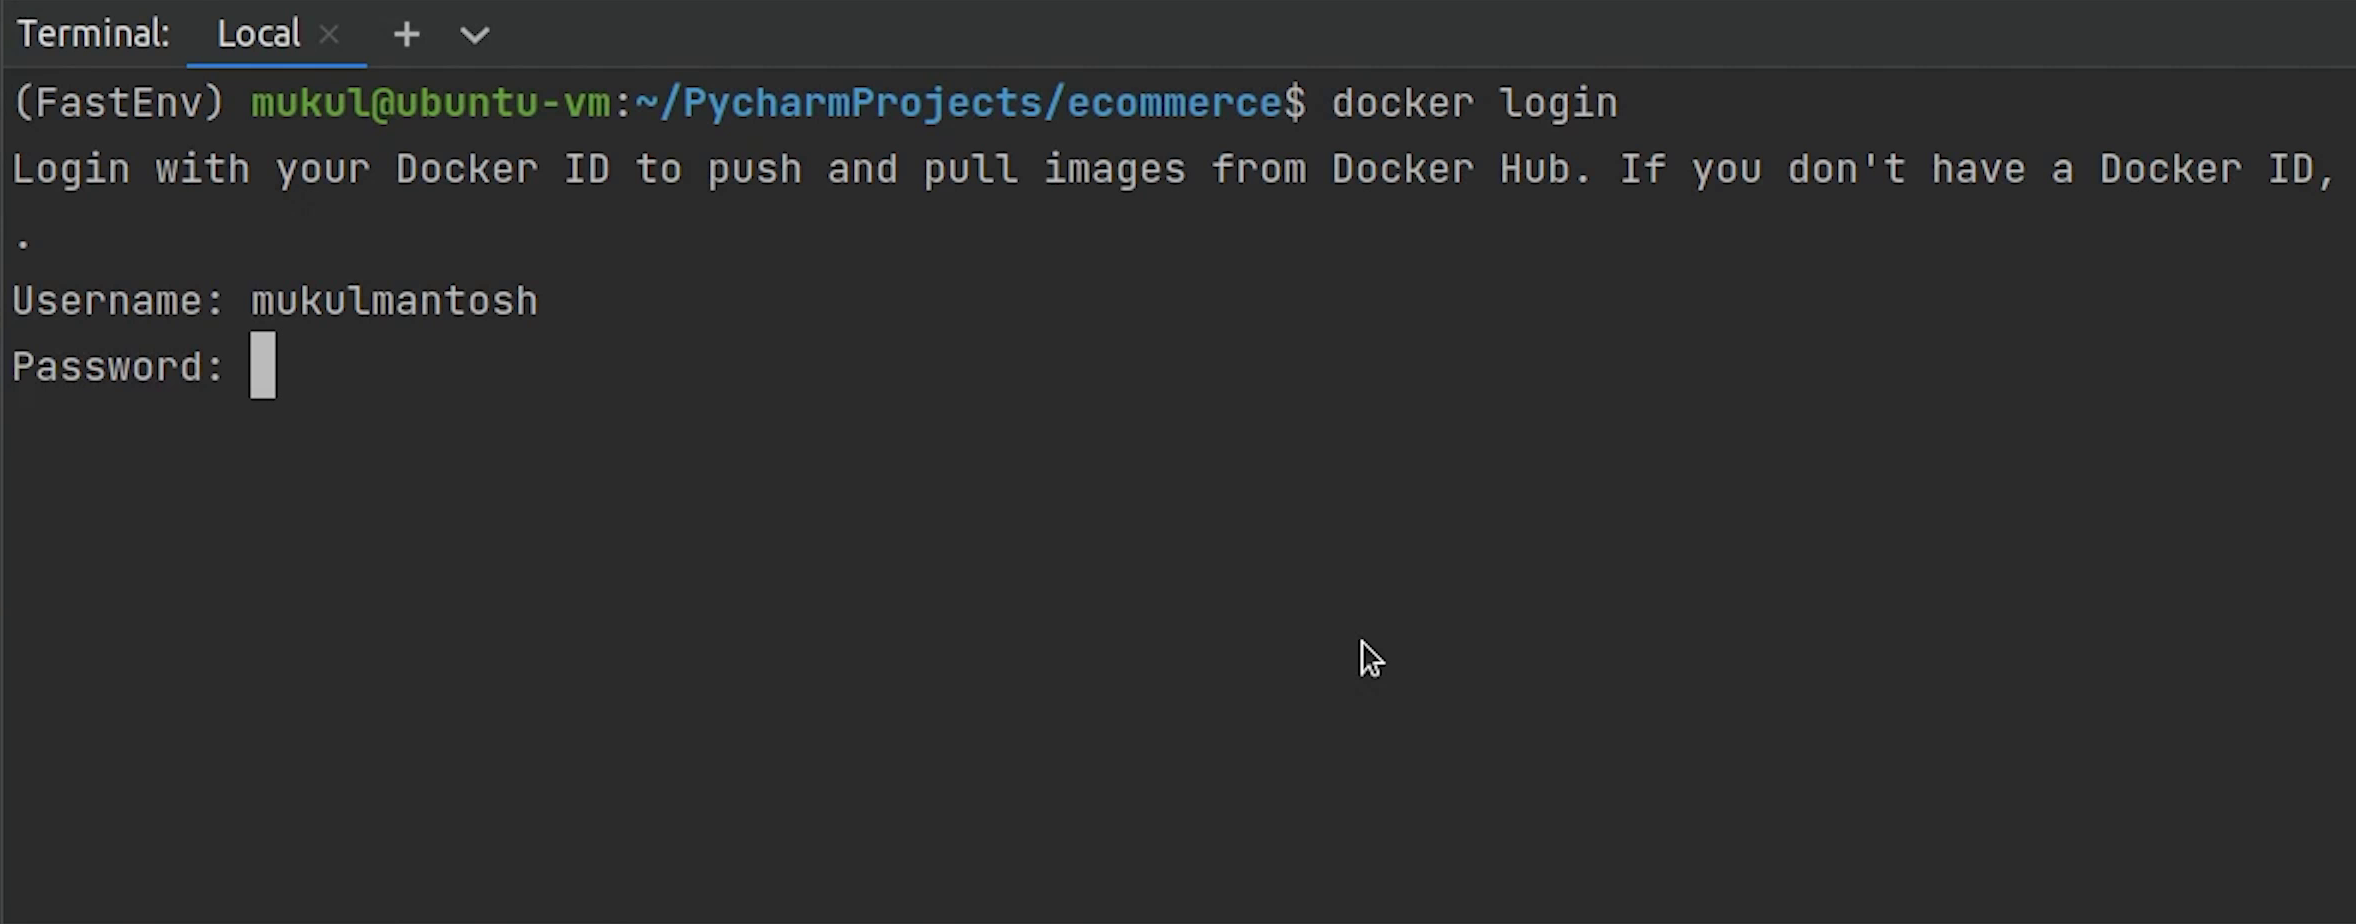 Terminal: Local × + 
(FastEnv) mukul@ubuntu-vm:~/PycharmProjects/ecommerce$ docker login
Login with your Docker ID to push and pull images from Docker Hub. If you don't have a Docker ID,
.
Username: mukulmantosh
Password: